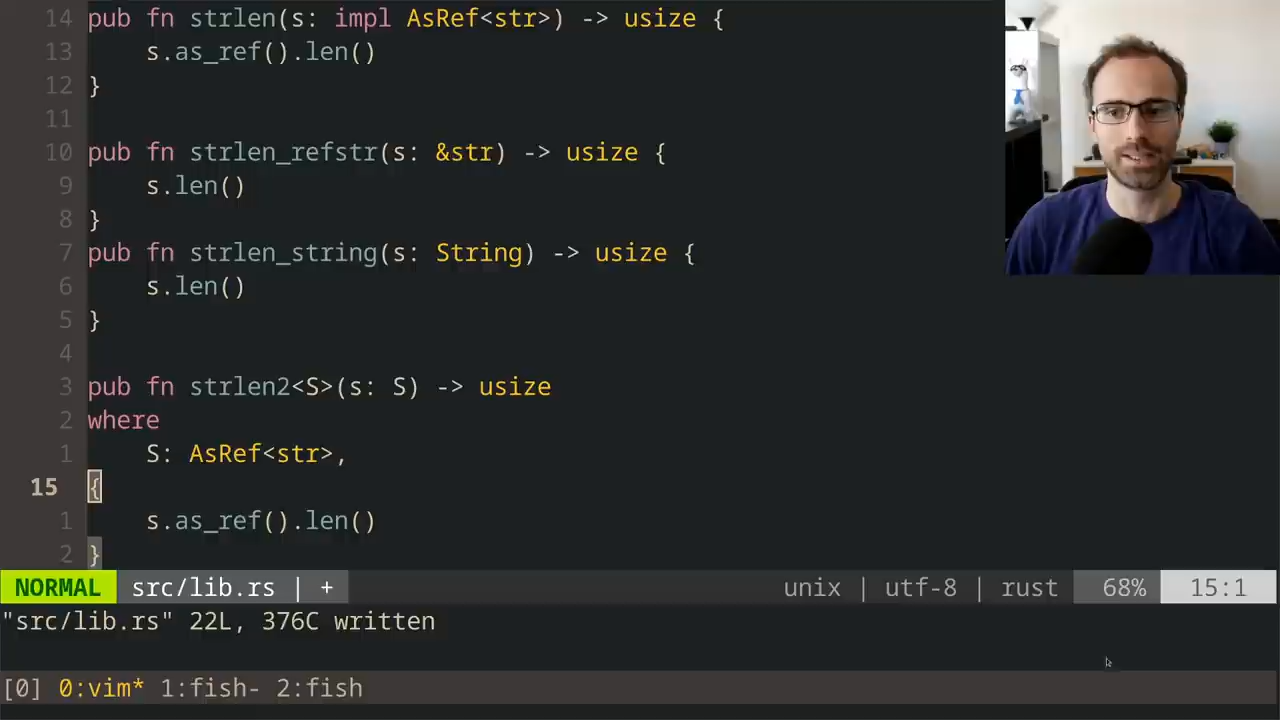 14 pub fn strlen(s: impl AsRef<str>) -> usize {
13     s.as_ref().len()
12 }
11
10 pub fn strlen_refstr(s: &str) -> usize {
9     s.len()
8 }
7 pub fn strlen_string(s: String) -> usize {
6     s.len()
5 }
4
3 pub fn strlen2<S>(s: S) -> usize
2 where
1     S: AsRef<str>,
15 {
1     s.as_ref().len()
2 }
NORMAL src/lib.rs | + unix | utf-8 | rust 68% 15:1
"src/lib.rs" 22L, 376C written
[0] 0:vim* 1:fish- 2:fish